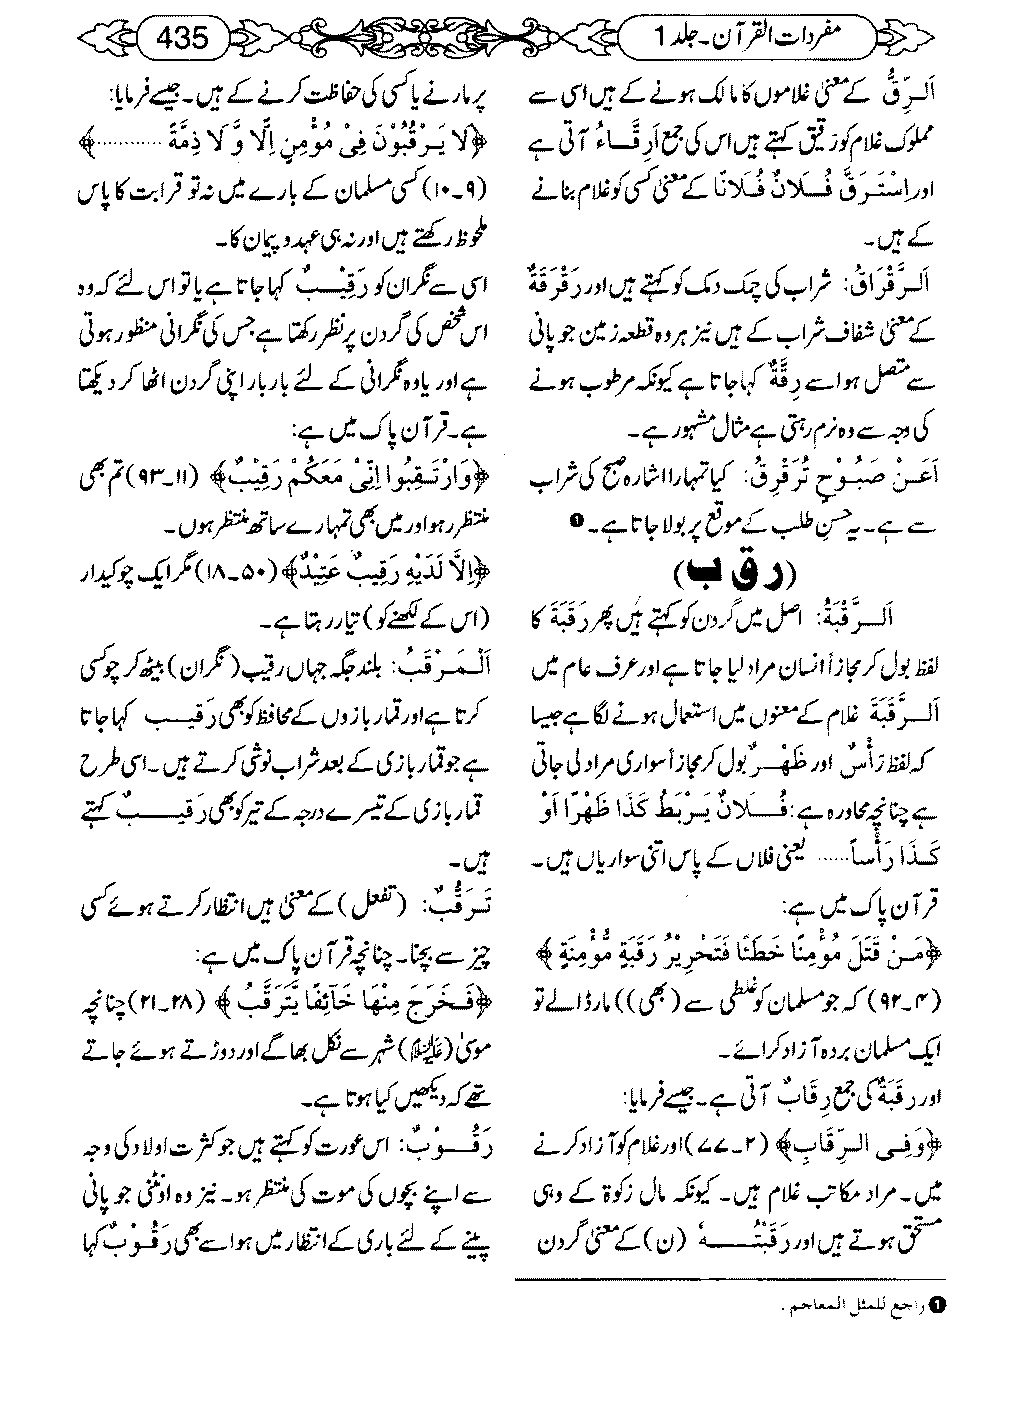 مفردات القرآن۔جلد 1
435
اَلرِّقُّ کے معنی غلاموں کا مالک ہونے کے ہیں اسی سے
مملوک غلام کو رقیق کہتے ہیں اس کی جمع اَرِقَّاءُ آتی ہے
اور اِسْتَرَقَّ فُلَانٌ فُلَانًا کے معنی کسی کو غلام بنانے
کے ہیں۔
اَلرَّقْرَاقُ: شراب کی چمک دمک کو کہتے ہیں اور رَقْرَقَةٌ
کے معنی شفاف شراب کے ہیں نیز ہر وہ قطعہ زمین جو پانی
سے متصل ہو اسے رِقَّةٌ کہا جاتا ہے کیونکہ مرطوب ہونے
کی وجہ سے وہ نرم رہتی ہے مثال مشہور ہے۔
اَعَنْ صَبُوْحٍ تُرَقْرِقُ: کیا تمہارا اشارہ صبح کی شراب
سے ہے۔ یہ حسن طلب کے موقع پر بولا جاتا ہے۔❶
(ر ق ب)
اَلرَّقَبَةُ: اصل میں گردن کو کہتے ہیں پھر رَقَبَةَ کا
لفظ بول کر مجازاً انسان مراد لیا جاتا ہے اور عرف عام میں
اَلرَّقَبَةَ غلام کے معنوں میں استعمال ہونے لگا ہے جیسا
کہ لفظ رَأْسٌ اور ظَهْرٌ بول کر مجازاً سواری مراد لی جاتی
ہے چنانچہ محاورہ ہے: فُلَانٌ يَرْبُطُ كَذَا ظَهْرًا اَوْ
كَذَا رَأْساً...... یعنی فلاں کے پاس اتنی سواریاں ہیں۔
قرآن پاک میں ہے:
﴿مَنْ قَتَلَ مُؤْمِنًا خَطَئًا فَتَحْرِيْرُ رَقَبَةٍ مُّؤْمِنَةٍ﴾
(۴۔۹۲) کہ جو مسلمان کو غلطی سے (بھی)) مار ڈالے تو
ایک مسلمان بردہ آزاد کرائے۔
اور رقبۃٌ کی جمع رِقَابٌ آتی ہے۔ جیسے فرمایا:
﴿وَفِى الرِّقَابِ﴾ (۲۔۷۷) اور غلام کو آزاد کرنے
میں۔ مراد مکاتب غلام ہیں۔ کیونکہ مال زکوۃ کے وہی
مستحق ہوتے ہیں اور رَقَبْتُهٗ (ن) کے معنی گردن
❶ راجع للمثل المعاجم .
پر مارنے یا کسی کی حفاظت کرنے کے ہیں۔ جیسے فرمایا:
﴿لَا يَرْقُبُوْنَ فِىْ مُؤْمِنٍ اِلًّا وَّ لَا ذِمَّةً ...........﴾
(۹۔۱۰) کسی مسلمان کے بارے میں نہ تو قرابت کا پاس
ملحوظ رکھتے ہیں اور نہ ہی عہد و پیمان کا۔
اسی سے نگران کو رَقِيْبٌ کہا جاتا ہے یا تو اس لئے کہ وہ
اس شخص کی گردن پر نظر رکھتا ہے جس کی نگرانی منظور ہوتی
ہے اور یا وہ نگرانی کے لئے بار بار اپنی گردن اٹھا کر دیکھتا
ہے۔ قرآن پاک میں ہے:
﴿وَارْتَقِبُوا اِنِّىْ مَعَكُمْ رَقِيْبٌ﴾ (۱۱۔۹۳) تم بھی
منتظر رہو اور میں بھی تمہارے ساتھ منتظر ہوں۔
﴿اِلَّا لَدَيْهِ رَقِيْبٌ عَتِيْدٌ﴾ (۵۰۔۱۸) مگر ایک چوکیدار
(اس کے لکھنے کو) تیار رہتا ہے۔
اَلْمَرْقَبُ: بلند جگہ جہاں رقیب (نگران) بیٹھ کر چوکسی
کرتا ہے اور قمار بازوں کے محافظ کو بھی رَقِيْب کہا جاتا
ہے جو قمار بازی کے بعد شراب نوشی کرتے ہیں۔ اسی طرح
قمار بازی کے تیسرے درجہ کے تیر کو بھی رَقِيْبٌ کہتے
ہیں۔
تَرَقُّبٌ: (تفعل) کے معنی ہیں انتظار کرتے ہوئے کسی
چیز سے بچنا۔ چنانچہ قرآن پاک میں ہے:
﴿فَخَرَجَ مِنْهَا خَآئِفًا يَّتَرَقَّبُ﴾ (۲۸۔۲۱) چنانچہ
موسیٰ (علیہ السلام) شہر سے نکل بھاگے اور دوڑتے ہوئے جاتے
تھے کہ دیکھیں کیا ہوتا ہے۔
رَقُوْبٌ: اس عورت کو کہتے ہیں جو کثرت اولاد کی وجہ
سے اپنے بچوں کی موت کی منتظر ہو۔ نیز وہ اونٹنی جو پانی
پینے کے لئے باری کے انتظار میں ہو اسے بھی رَقُوْبٌ کہا